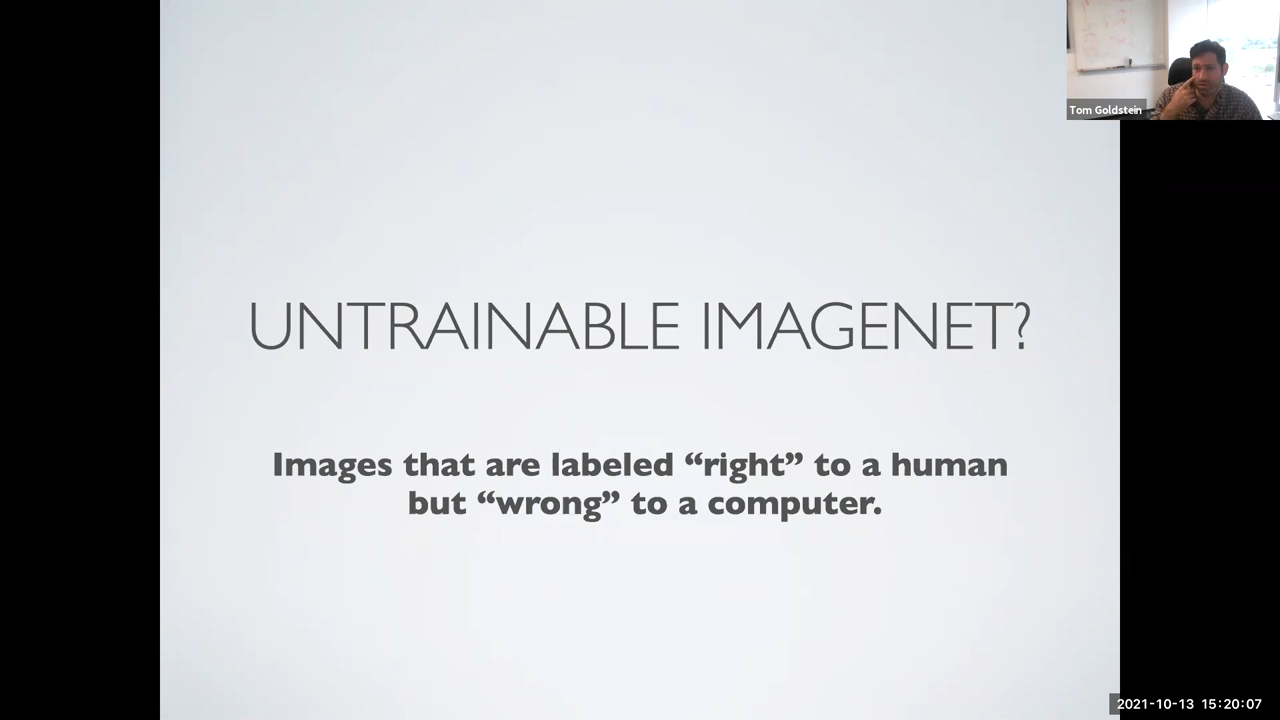 Tom Goldstein
UNTRAINABLE IMAGENET?
Images that are labeled “right” to a human
but “wrong” to a computer.
2021-10-13 15:20:07